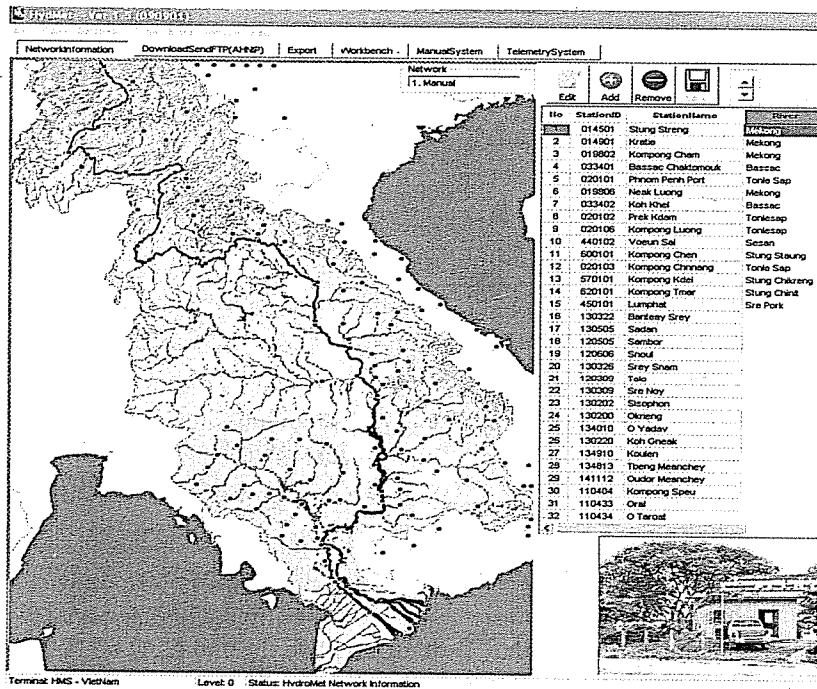 NetworkInformation DownloadSendFTP(AHNIP) Export Workbench ManualSystem TelemetrySystem
Network
1. Manual
Edit Add Remove
No StationID StationName River
014501 Stung Streng Mekong
2 014901 Kratie Mekong
3 019802 Kompong Cham Mekong
4 033401 Bassac Chaktomouk Bassac
5 020101 Phnom Penh Port Tonle Sap
6 019806 Neak Luong Mekong
7 033402 Koh Khel Bassac
8 020102 Prek Kdam Tonlesap
9 020106 Kompong Luong Tonlesap
10 440102 Voeun Sai Sesan
11 600101 Kompong Chen Stung Staung
12 020103 Kompong Chnnang Tonle Sap
13 570101 Kompong Kdei Stung Chikreng
14 620101 Kompong Tmar Stung Chinit
15 450101 Lumphat Sre Pork
16 130322 Banteay Srey
17 130505 Sadan
18 120505 Sambor
19 120606 Snoul
20 130326 Srey Snam
21 120309 Talo
22 130309 Sre Noy
23 130202 Sisophon
24 130200 Okrieng
25 134010 O Yadav
26 130220 Koh Gneak
27 134910 Koulen
28 134813 Tbeng Meanchey
29 141112 Oudor Meanchey
30 110404 Kompong Speu
31 110433 Oral
32 110434 O Taroat
Terminal: HMS - VietNam Level: 0 Status: HydroMet Network Information